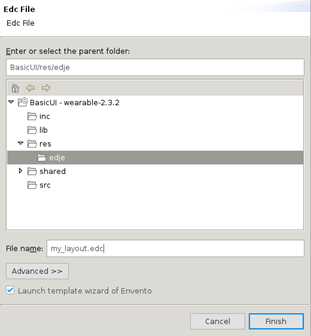 Edc File
Edc File
Enter or select the parent folder:
BasicUI/res/edje
BasicUI - wearable-2.3.2
inc
lib
res
edje
shared
src
File name: my_layout.edc
Advanced >>
Launch template wizard of Enventо
Cancel Finish